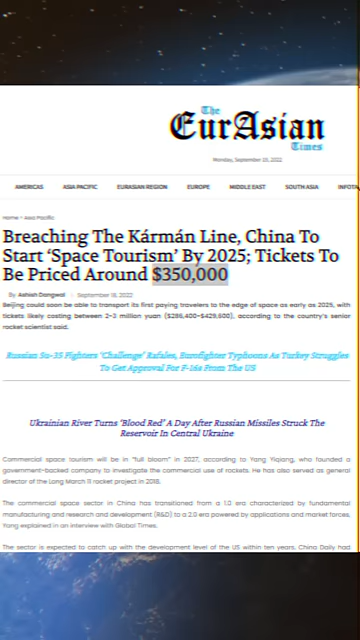 The
EurAsian
Times
Monday, September 19, 2022
AMERICAS ASIA PACIFIC EURASIAN REGION EUROPE MIDDLE EAST SOUTH ASIA INFOTA
Home > Asia Pacific
Breaching The Kármán Line, China To
Start ‘Space Tourism’ By 2025; Tickets To
Be Priced Around $350,000
By Ashish Dangwal September 18, 2022
Beijing could soon be able to transport its first paying travelers to the edge of space as early as 2025, with
tickets likely costing between 2-3 million yuan ($286,400-$429,600), according to the country's senior
rocket scientist said.
Russian Su-35 Fighters ‘Challenge’ Rafales, Eurofighter Typhoons As Turkey Struggles
To Get Approval For F-16s From The US
Ukrainian River Turns ‘Blood Red’ A Day After Russian Missiles Struck The
Reservoir In Central Ukraine
Commercial space tourism will be in "full bloom" in 2027, according to Yang Yiqiang, who founded a
government-backed company to investigate the commercial use of rockets. He has also served as general
director of the Long March 11 rocket project in 2018.
The commercial space sector in China has transitioned from a 1.0 era characterized by fundamental
manufacturing and research and development (R&D) to a 2.0 era powered by applications and market forces,
Yang explained in an interview with Global Times.
The sector is expected to catch up with the development level of the US within ten years, China Daily had